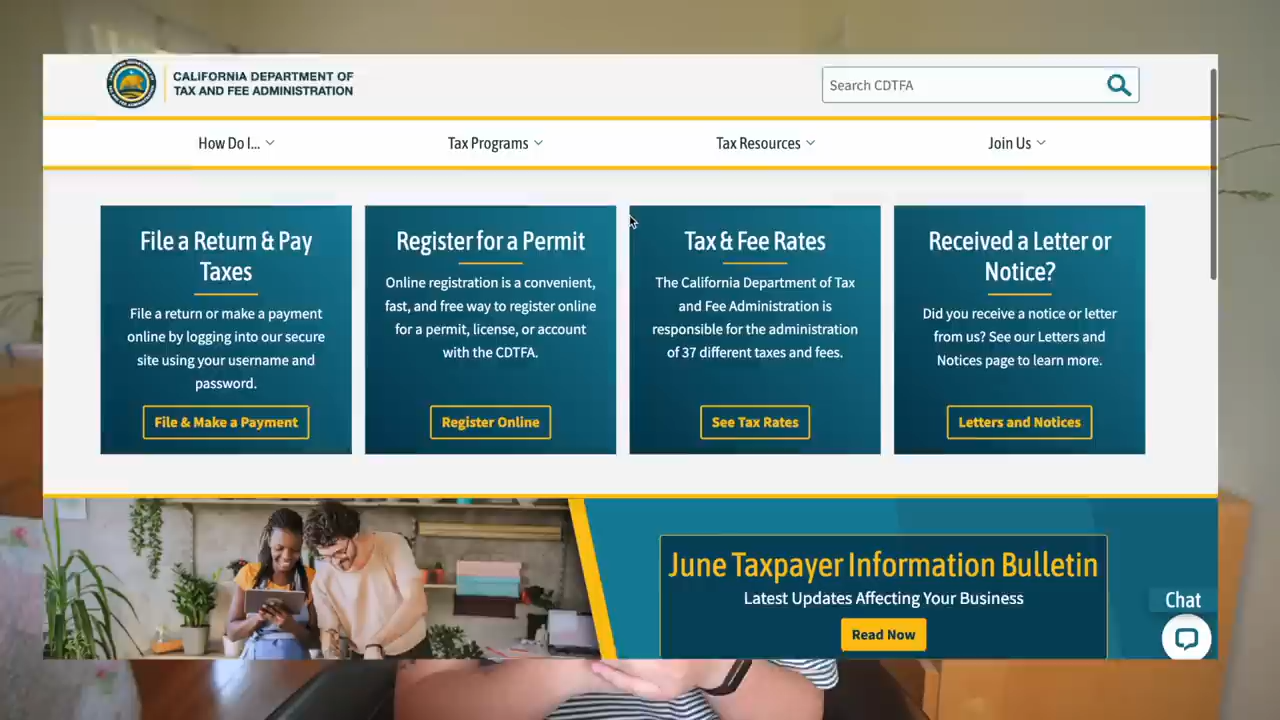 CALIFORNIA DEPARTMENT OF
TAX AND FEE ADMINISTRATION
Search CDTFA
How Do I...
Tax Programs
Tax Resources
Join Us
File a Return & Pay
Taxes
File a return or make a payment
online by logging into our secure
site using your username and
password.
File & Make a Payment
Register for a Permit
Online registration is a convenient,
fast, and free way to register online
for a permit, license, or account
with the CDTFA.
Register Online
Tax & Fee Rates
The California Department of Tax
and Fee Administration is
responsible for the administration
of 37 different taxes and fees.
See Tax Rates
Received a Letter or
Notice?
Did you receive a notice or letter
from us? See our Letters and
Notices page to learn more.
Letters and Notices
June Taxpayer Information Bulletin
Latest Updates Affecting Your Business
Read Now
Chat